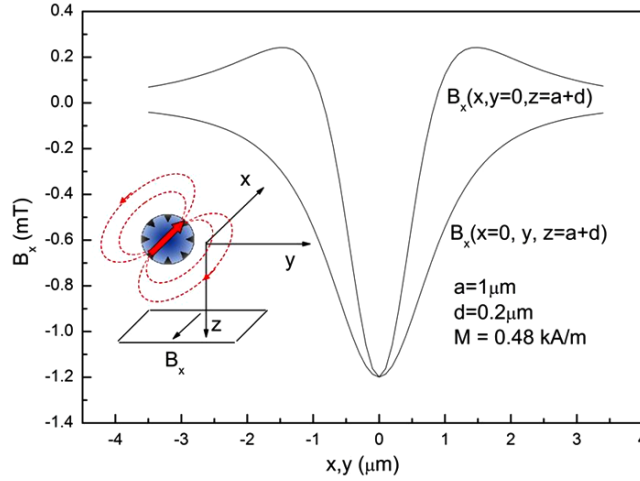 0.4
0.2
0.0
-0.2
-0.4
-0.6
-0.8
-1.0
-1.2
-1.4
B_x (mT)
B_x(x,y=0,z=a+d)
B_x(x=0, y, z=a+d)
a=1μm
d=0.2μm
M = 0.48 kA/m
x
y
z
B_x
-4 -3 -2 -1 0 1 2 3 4
x,y (μm)